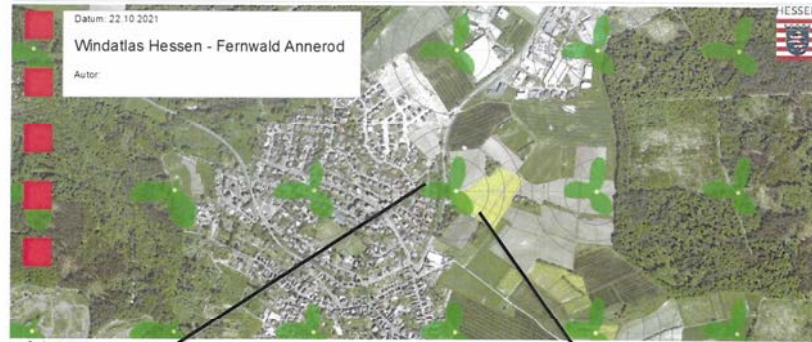 Datum: 22.10.2021
Windatlas Hessen - Fernwald Annerod
Autor:
HESSEN